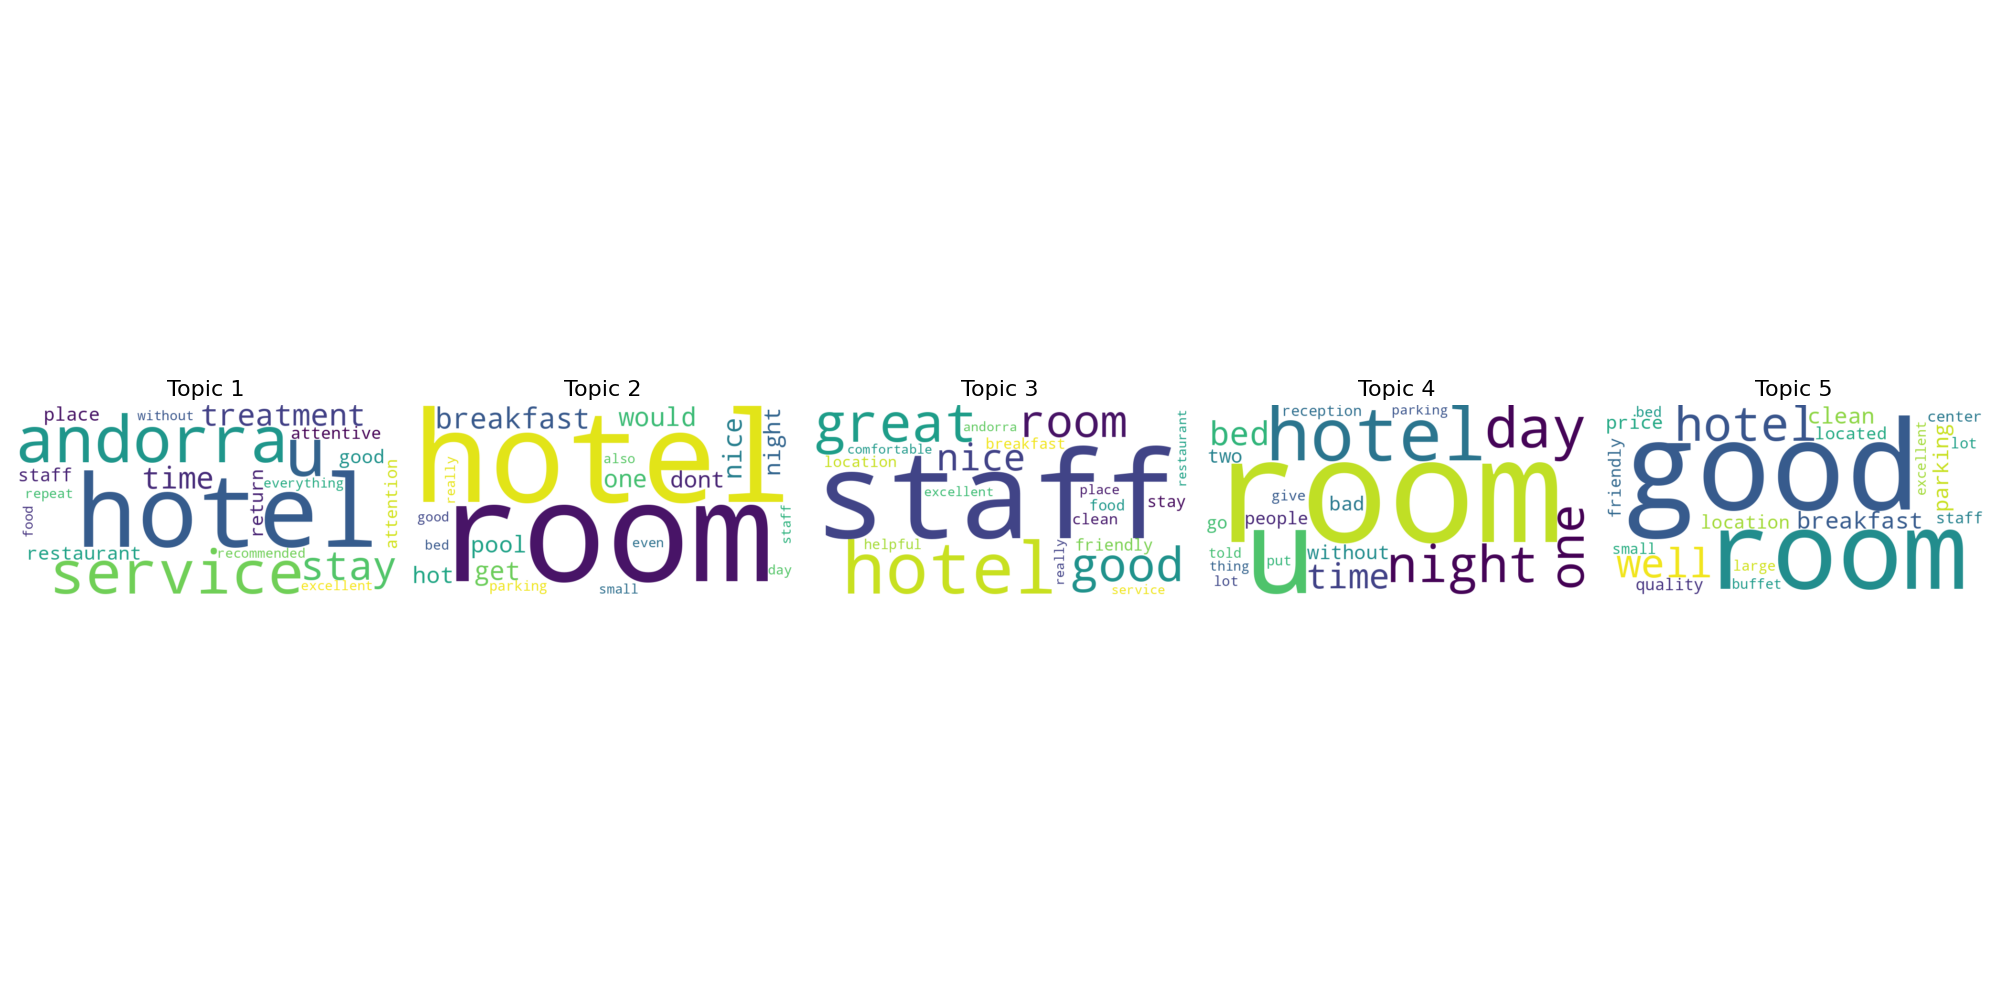 Topic 1
place without treatment
andorra u attentive
good
staff time
repeat hotel return everything attention
food
restaurant recommended
service stay
excellent
Topic 2
breakfast would nice night
hotel
really also one dont
good room staff
bed pool even
hot get day
parking small
Topic 3
great andorra room restaurant
comfortable breakfast
location nice
staff
excellent place stay
food
clean
helpful really friendly
hotel good
service
Topic 4
reception parking
bed hotel day
two
room
give bad
go people one
told u put without
thing time night
lot
Topic 5
bed clean center
price hotel located lot
friendly good excellent parking
location breakfast staff
small well room
large
quality buffet